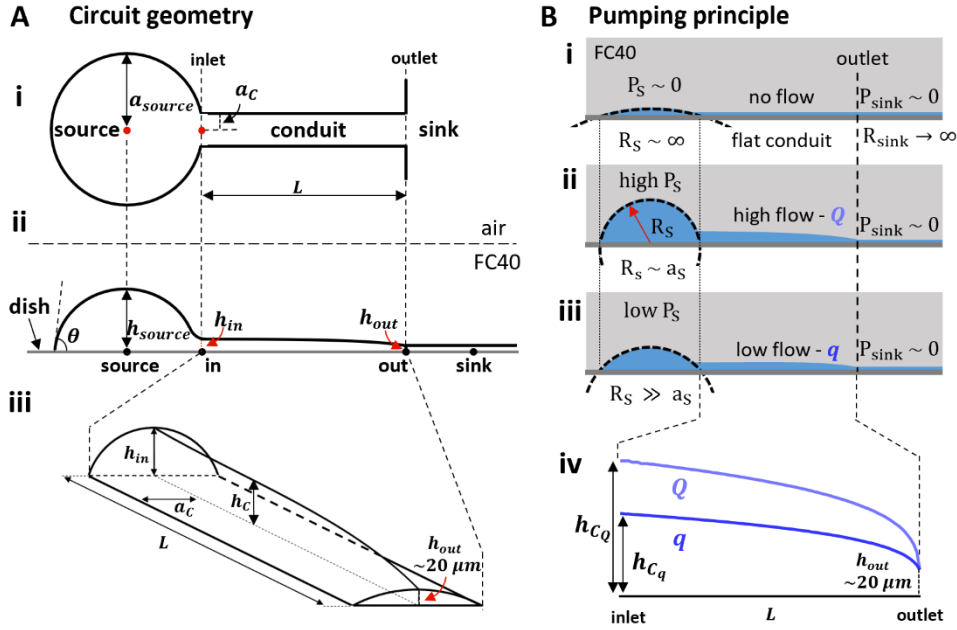 A Circuit geometry
i
inlet
outlet
a_source
a_C
source
conduit
sink
L
ii
air
FC40
dish
θ
h_source
h_in
h_out
source
in
out
sink
iii
h_in
h_C
a_C
L
h_out
~20 μm
B Pumping principle
i
FC40
outlet
P_S ~ 0
no flow
P_sink ~ 0
R_S ~ ∞
flat conduit
R_sink → ∞
ii
high P_S
high flow - Q
P_sink ~ 0
R_S
R_s ~ a_S
iii
low P_S
low flow - q
P_sink ~ 0
R_S ≫ a_S
iv
Q
q
h_C_Q
h_C_q
h_out
~20 μm
inlet
L
outlet